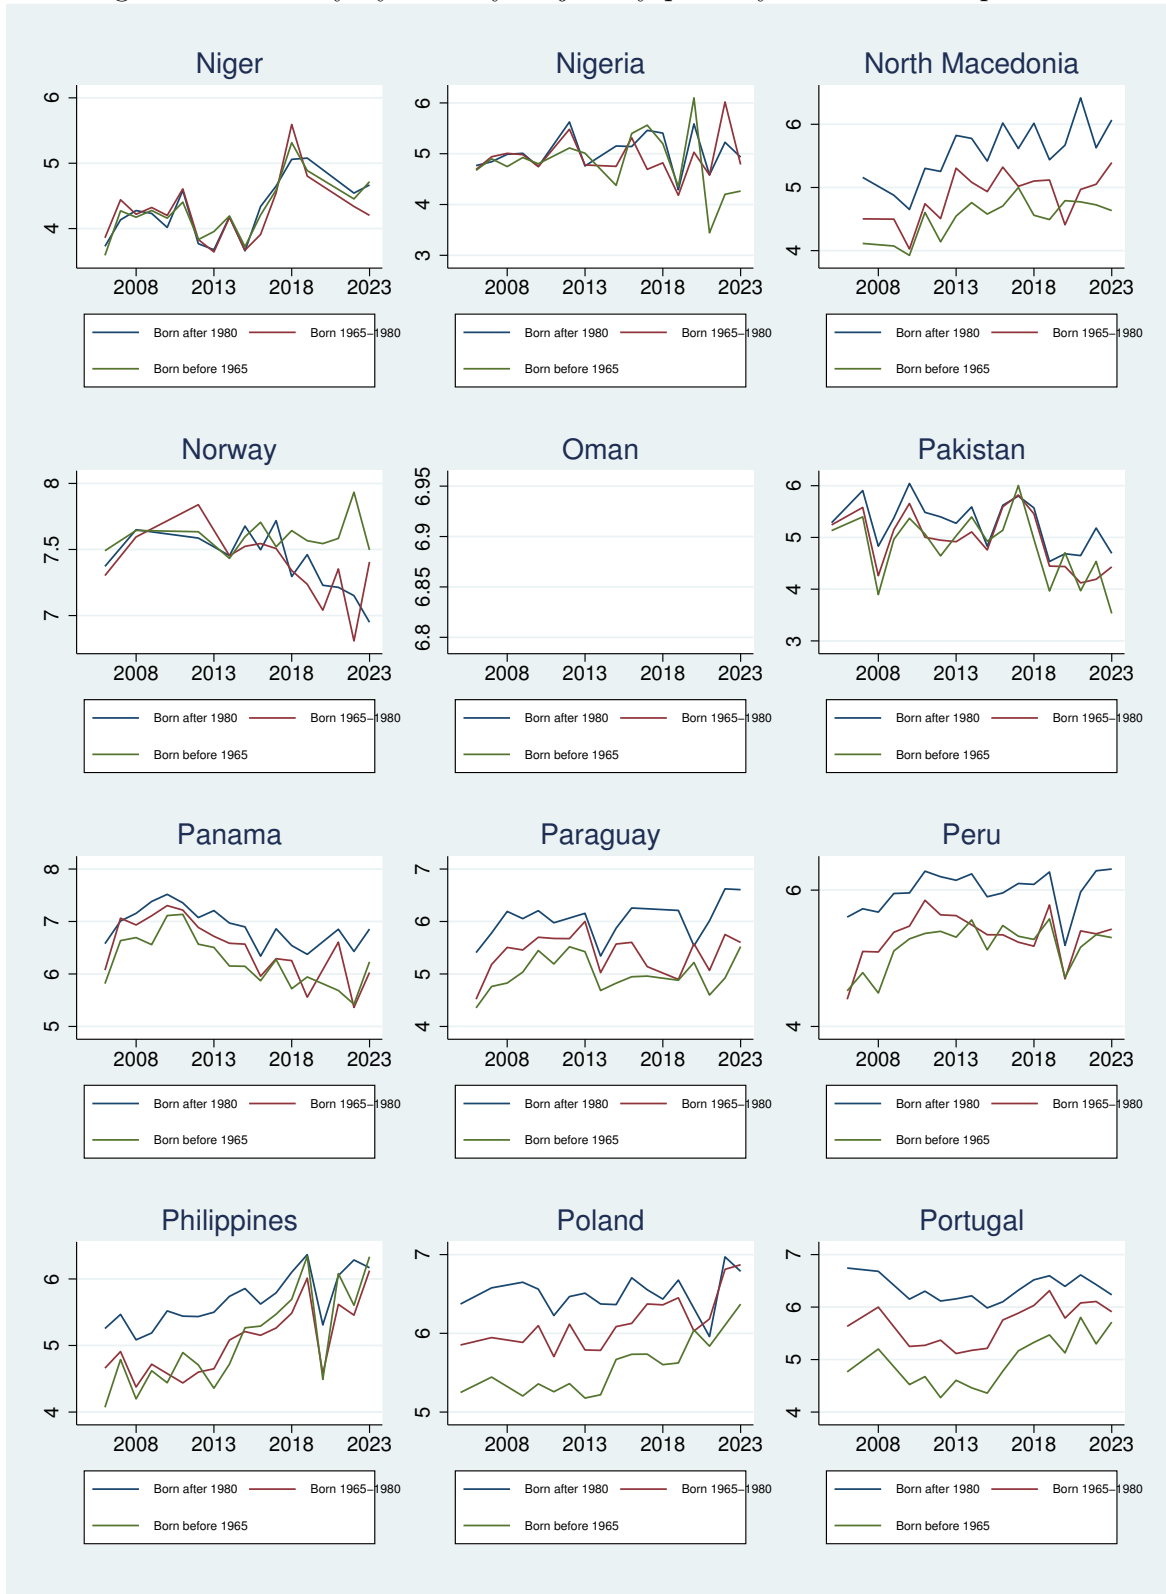 Niger Nigeria North Macedonia
6 5 4
2008 2013 2018 2023
6 5 4 3
2008 2013 2018 2023
6 5 4
2008 2013 2018 2023
Born after 1980 Born 1965–1980 Born after 1980 Born 1965–1980 Born after 1980 Born 1965–1980
Born before 1965 Born before 1965 Born before 1965
Norway Oman Pakistan
8 7.5 7
2008 2013 2018 2023
6.95 6.9 6.85 6.8
2008 2013 2018 2023
6 5 4 3
2008 2013 2018 2023
Born after 1980 Born 1965–1980 Born after 1980 Born 1965–1980 Born after 1980 Born 1965–1980
Born before 1965 Born before 1965 Born before 1965
Panama Paraguay Peru
8 7 6 5
2008 2013 2018 2023
7 6 5 4
2008 2013 2018 2023
6 4
2008 2013 2018 2023
Born after 1980 Born 1965–1980 Born after 1980 Born 1965–1980 Born after 1980 Born 1965–1980
Born before 1965 Born before 1965 Born before 1965
Philippines Poland Portugal
6 5 4
2008 2013 2018 2023
7 6 5
2008 2013 2018 2023
7 6 5 4
2008 2013 2018 2023
Born after 1980 Born 1965–1980 Born after 1980 Born 1965–1980 Born after 1980 Born 1965–1980
Born before 1965 Born before 1965 Born before 1965